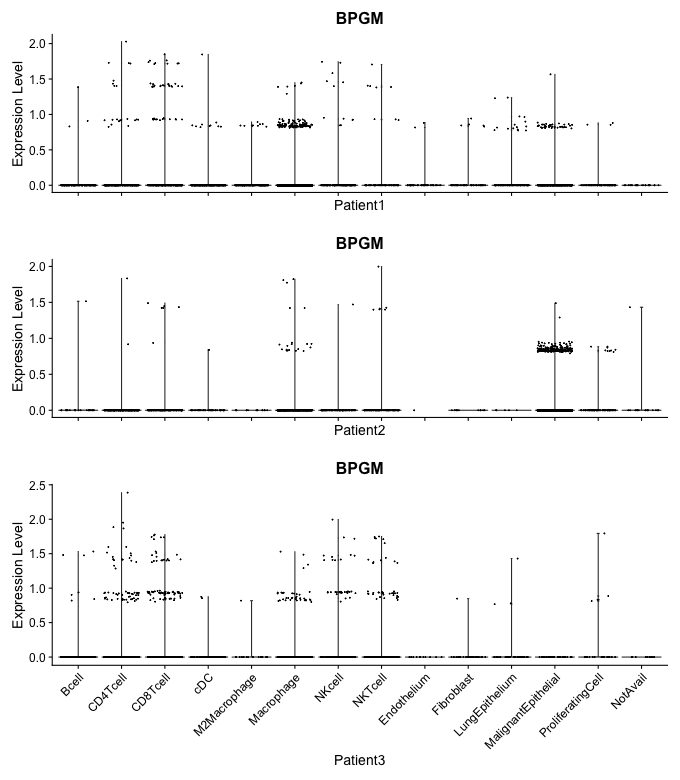 BPGM
Expression Level
2.0
1.5
1.0
0.5
0.0
Patient1
BPGM
Expression Level
2.0
1.5
1.0
0.5
0.0
Patient2
BPGM
Expression Level
2.5
2.0
1.5
1.0
0.5
0.0
Bcell
CD4Tcell
CD8Tcell
cDC
M2Macrophage
Macrophage
NKcell
NKTcell
Endothelium
Fibroblast
LungEpithelium
MalignantEpithelial
ProliferatingCell
NotAvail
Patient3